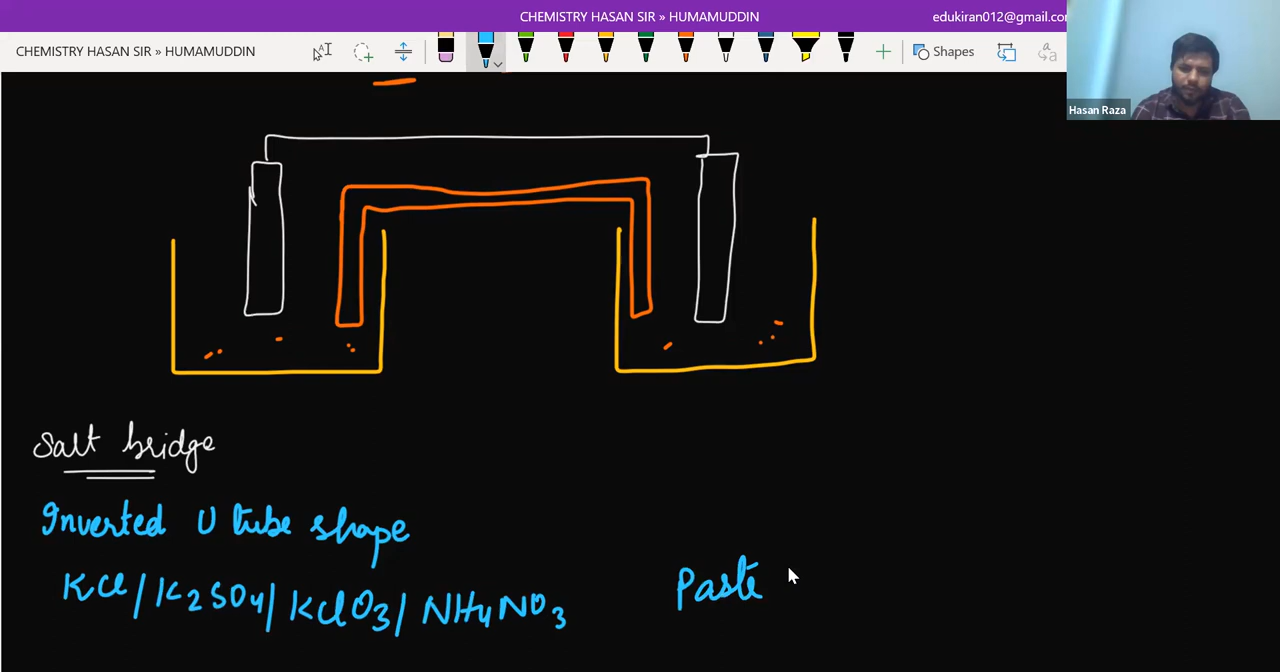 CHEMISTRY HASAN SIR » HUMAMUDDIN
edukiran012@gmail.co
CHEMISTRY HASAN SIR » HUMAMUDDIN
Shapes
Hasan Raza
Salt bridge
Inverted U tube shape
KCl/K2SO4/KClO3/NH4NO3
Paste